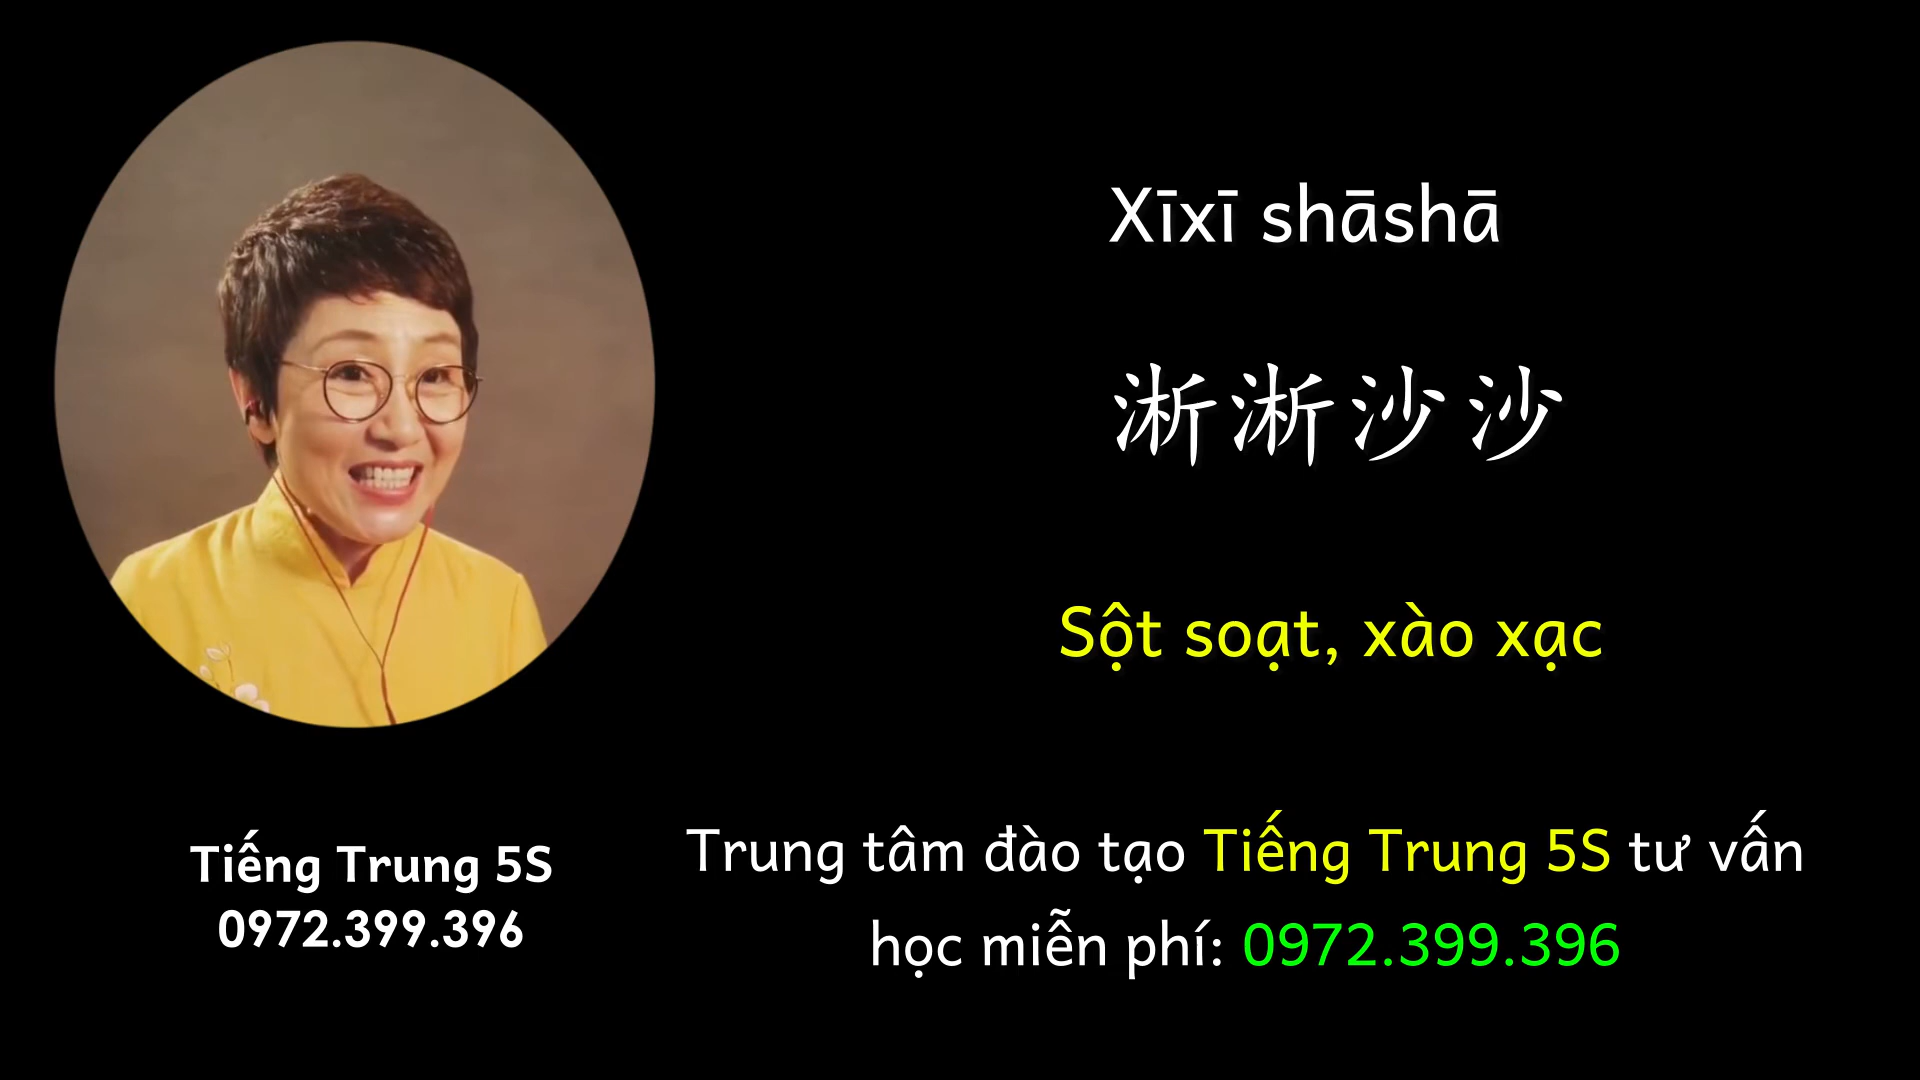 Xīxī shāshā
淅淅沙沙
Sột soạt, xào xạc
Tiếng Trung 5S
0972.399.396
Trung tâm đào tạo Tiếng Trung 5S tư vấn
học miễn phí: 0972.399.396